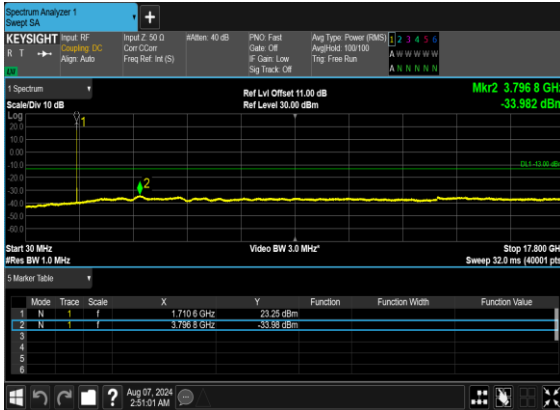 Spectrum Analyzer 1
Swept SA
+
KEYSIGHT Input: RF Input Z: 50 Ω #Atten: 40 dB PNO: Fast Avg Type: Power (RMS) 1 2 3 4 5 6
R T Coupling: DC Corr CCorr Gate: Off Avg|Hold: 100/100 A W W W W W
Align: Auto Freq Ref: Int (S) IF Gain: Low Trig: Free Run
LXI Sig Track: Off A N N N N N
1 Spectrum Ref Lvl Offset 11.00 dB Mkr2 3.796 8 GHz
Scale/Div 10 dB Ref Level 30.00 dBm -33.982 dBm
Log
1
20.0
10.0
0.00
-10.0
DL1 -13.00 dBm
-20.0
2
-30.0
-40.0
-50.0
-60.0
Start 30 MHz Video BW 3.0 MHz* Stop 17.800 GHz
#Res BW 1.0 MHz Sweep 32.0 ms (40001 pts)
5 Marker Table
Mode Trace Scale X Y Function Function Width Function Value
1 N 1 f 1.710 6 GHz 23.25 dBm
2 N 1 f 3.796 8 GHz -33.98 dBm
3
4
5
6
? Aug 07, 2024
2:51:01 AM